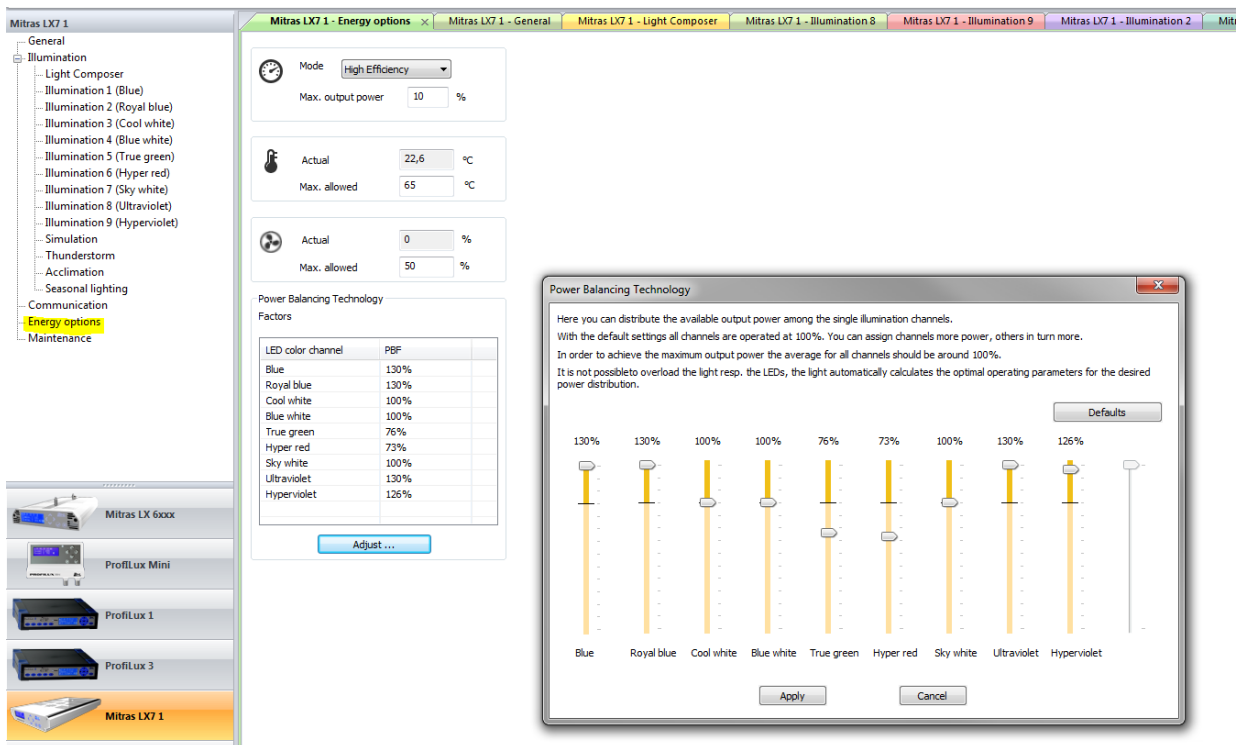 Mitras LX7 1
General
Illumination
Light Composer
Illumination 1 (Blue)
Illumination 2 (Royal blue)
Illumination 3 (Cool white)
Illumination 4 (Blue white)
Illumination 5 (True green)
Illumination 6 (Hyper red)
Illumination 7 (Sky white)
Illumination 8 (Ultraviolet)
Illumination 9 (Hyperviolet)
Simulation
Thunderstorm
Acclimation
Seasonal lighting
Communication
Energy options
Maintenance
Mitras LX 6xxx
ProfiLux Mini
ProfiLux 1
ProfiLux 3
Mitras LX7 1
Mitras LX7 1 - Energy options Mitras LX7 1 - General Mitras LX7 1 - Light Composer Mitras LX7 1 - Illumination 8 Mitras LX7 1 - Illumination 9 Mitras LX7 1 - Illumination 2
Mode High Efficiency
Max. output power 10 %
Actual 22,6 °C
Max. allowed 65 °C
Actual 0 %
Max. allowed 50 %
Power Balancing Technology
Factors
LED color channel PBF
Blue 130%
Royal blue 130%
Cool white 100%
Blue white 100%
True green 76%
Hyper red 73%
Sky white 100%
Ultraviolet 130%
Hyperviolet 126%
Adjust ...
Power Balancing Technology
Here you can distribute the available output power among the single illumination channels.
With the default settings all channels are operated at 100%. You can assign channels more power, others in turn more.
In order to achieve the maximum output power the average for all channels should be around 100%.
It is not possibleto overload the light resp. the LEDs, the light automatically calculates the optimal operating parameters for the desired
power distribution.
Defaults
130% 130% 100% 100% 76% 73% 100% 130% 126%
Blue Royal blue Cool white Blue white True green Hyper red Sky white Ultraviolet Hyperviolet
Apply Cancel